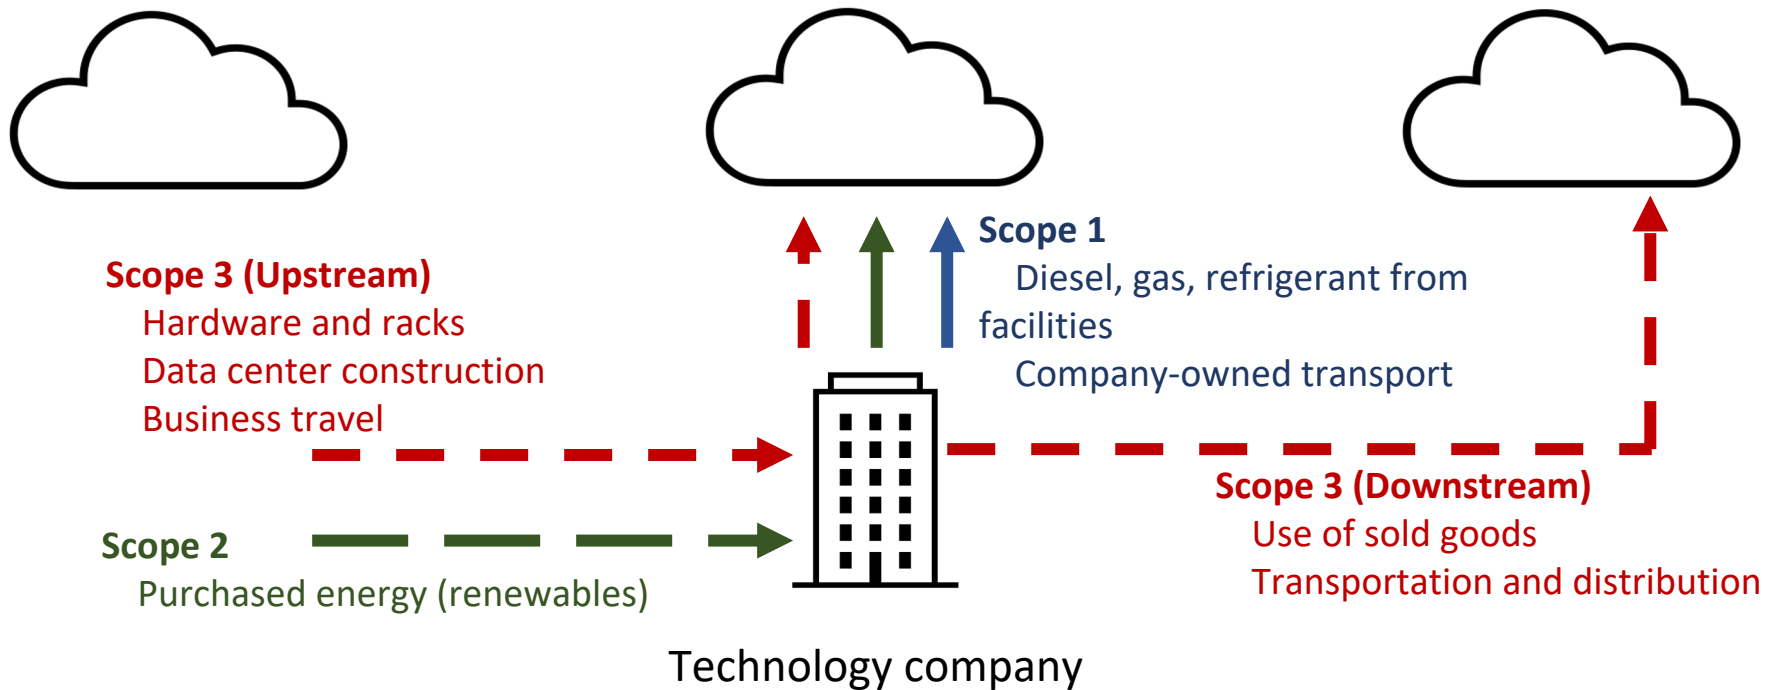 Scope 1
Diesel, gas, refrigerant from
facilities
Company-owned transport
Scope 3 (Upstream)
Hardware and racks
Data center construction
Business travel
Scope 2
Purchased energy (renewables)
Scope 3 (Downstream)
Use of sold goods
Transportation and distribution
Technology company